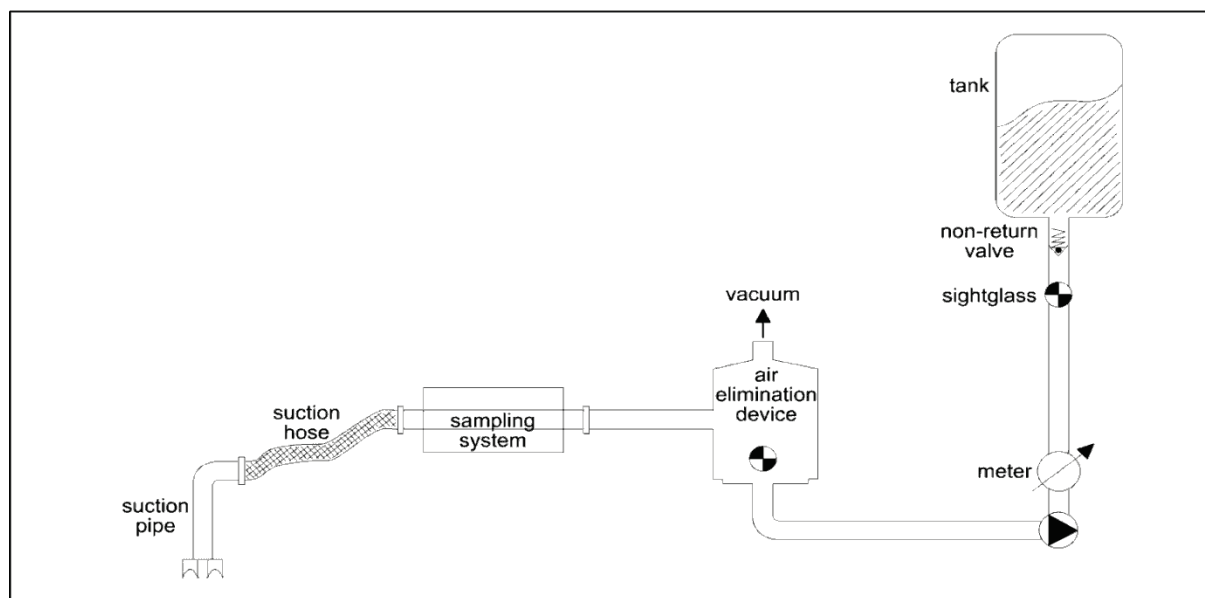 tank
non-return
valve
sightglass
vacuum
air
elimination
device
suction
hose
sampling
system
meter
suction
pipe